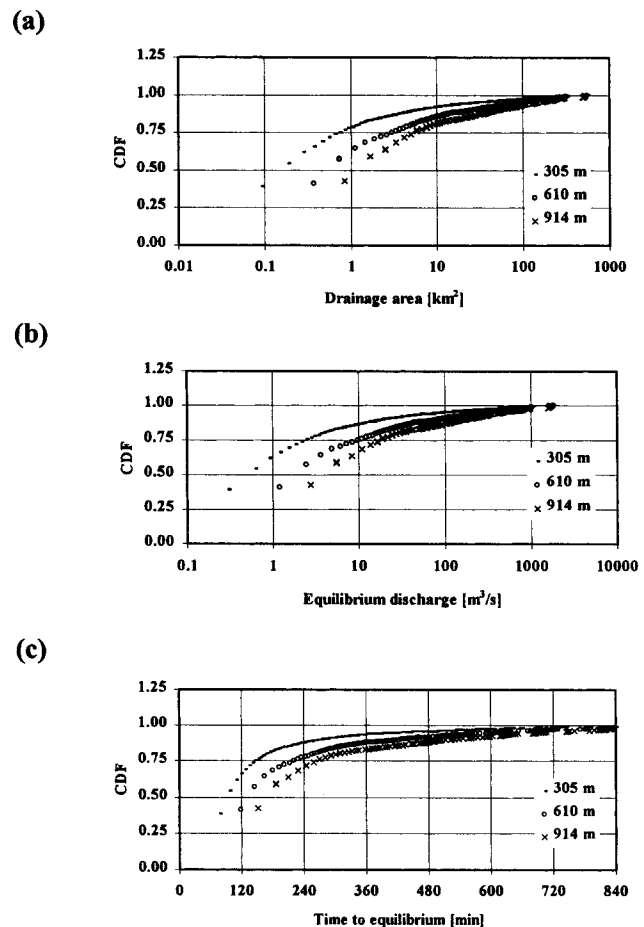 (a)
1.25
1.00
0.75
0.50
0.25
0.00
CDF
- 305 m
o 610 m
× 914 m
0.01 0.1 1 10 100 1000
Drainage area [km²]
(b)
1.25
1.00
0.75
0.50
0.25
0.00
CDF
- 305 m
o 610 m
× 914 m
0.1 1 10 100 1000 10000
Equilibrium discharge [m³/s]
(c)
1.25
1.00
0.75
0.50
0.25
0.00
CDF
- 305 m
o 610 m
× 914 m
0 120 240 360 480 600 720 840
Time to equilibrium [min]